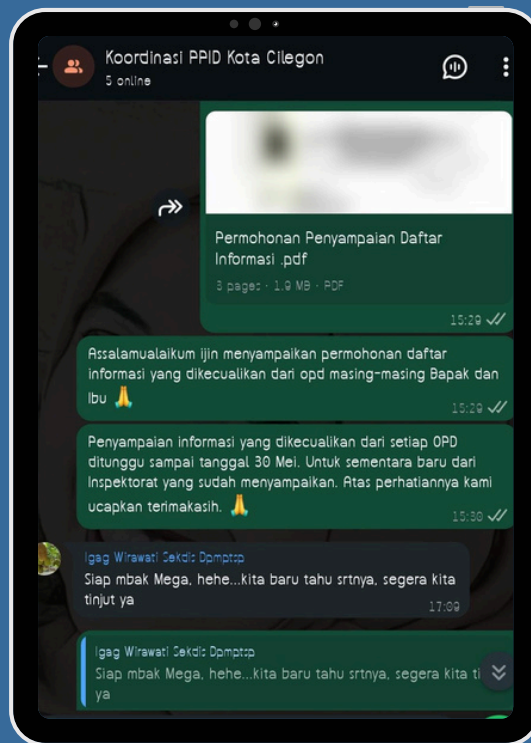 Koordinasi PPID Kota Cilegon
5 online
Permohonan Penyampaian Daftar
Informasi .pdf
3 pages · 1.9 MB · PDF
15:29
Assalamualaikum ijin menyampaikan permohonan daftar
informasi yang dikecualikan dari opd masing-masing Bapak dan
Ibu 🙏
15:29
Penyampaian informasi yang dikecualikan dari setiap OPD
ditunggu sampai tanggal 30 Mei. Untuk sementara baru dari
Inspektorat yang sudah menyampaikan. Atas perhatiannya kami
ucapkan terimakasih. 🙏
15:30
Igag Wirawati Sekdis Dpmptsp
Siap mbak Mega, hehe...kita baru tahu srtnya, segera kita
tinjut ya
17:09
Igag Wirawati Sekdis Dpmptsp
Siap mbak Mega, hehe...kita baru tahu srtnya, segera kita ti
ya